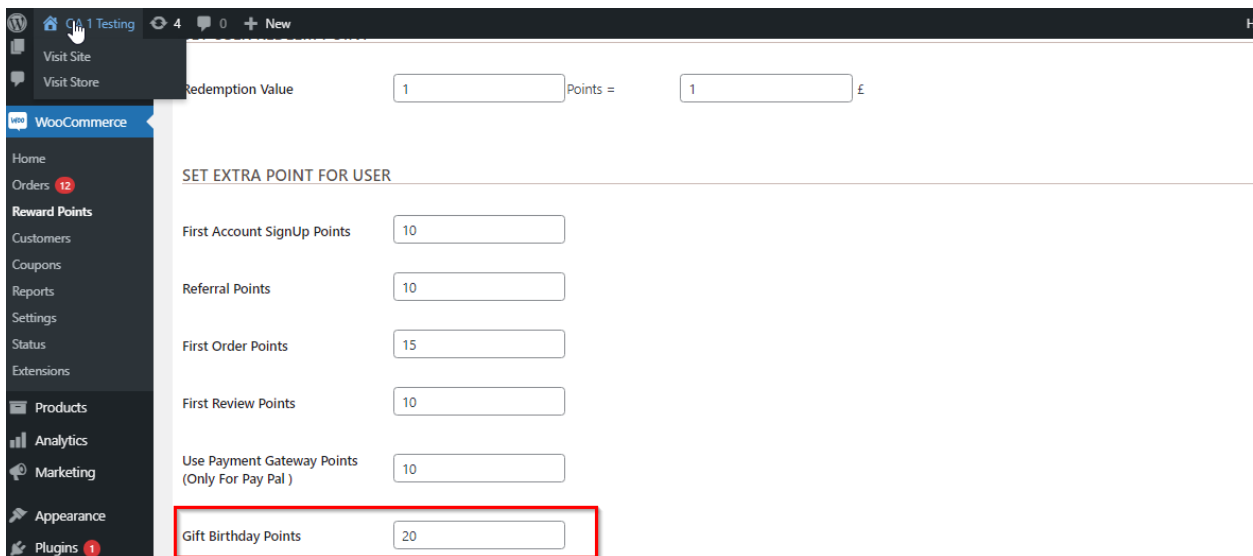 QA 1 Testing 4 0 New H
Visit Site
Visit Store
Redemption Value 1 Points = 1 £
WooCommerce
Home
SET EXTRA POINT FOR USER
Orders 12
Reward Points
First Account SignUp Points 10
Customers
Coupons
Reports
Referral Points 10
Settings
Status
First Order Points 15
Extensions
Products
First Review Points 10
Analytics
Use Payment Gateway Points
(Only For Pay Pal )
10
Marketing
Appearance
Gift Birthday Points 20
Plugins 1